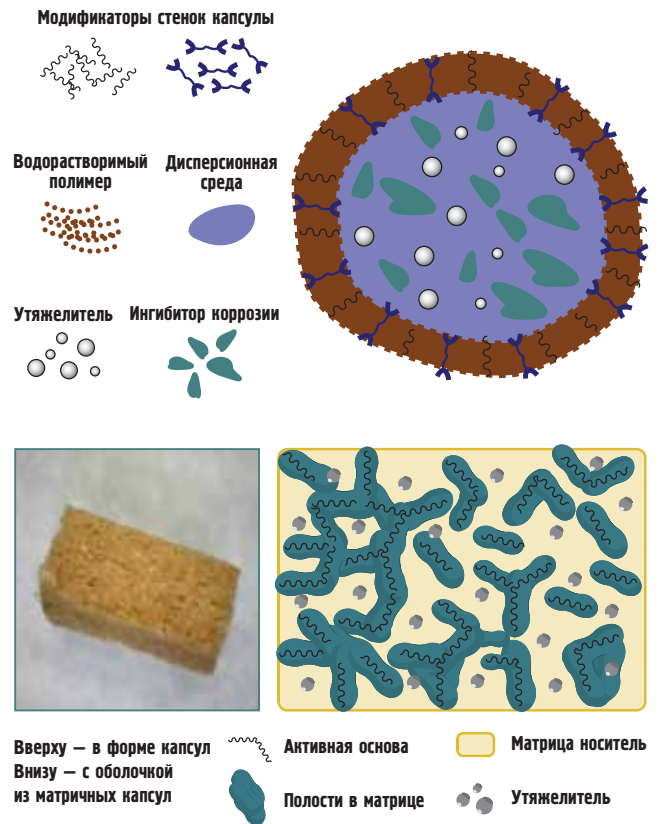 Модификаторы стенок капсулы
Водорастворимый
полимер
Дисперсионная
среда
Утяжелитель
Ингибитор коррозии
Вверху — в форме капсул
Внизу — с оболочкой
из матричных капсул
Активная основа
Матрица носитель
Полости в матрице
Утяжелитель